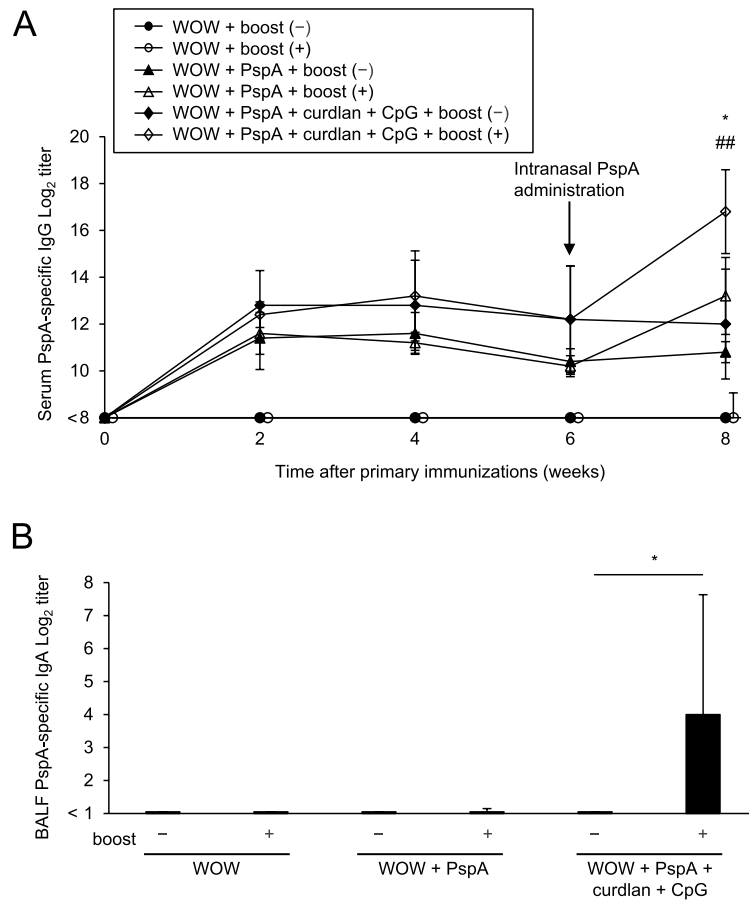 A
WOW + boost (−)
WOW + boost (+)
WOW + PspA + boost (−)
WOW + PspA + boost (+)
WOW + PspA + curdlan + CpG + boost (−)
WOW + PspA + curdlan + CpG + boost (+)
*
##
Intranasal PspA
administration
Serum PspA-specific IgG Log₂ titer
20
18
16
14
12
10
<8
0 2 4 6 8
Time after primary immunizations (weeks)
B
*
BALF PspA-specific IgA Log₂ titer
8
7
6
5
4
3
2
< 1
boost − + − + − +
WOW WOW + PspA WOW + PspA +
curdlan + CpG